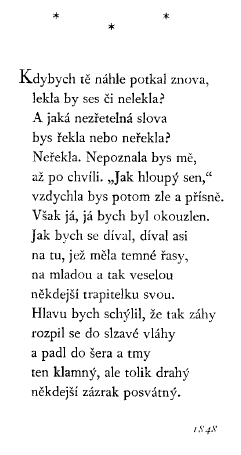 * * *
Kdybych tě náhle potkal znova,
lekla by ses či nelekla?
A jaká nezřetelná slova
bys řekla nebo neřekla?
Neřekla. Nepoznala bys mě,
až po chvíli. „Jak hloupý sen,“
vzdychla bys potom zle a přísně.
Však já, já bych byl okouzlen.
Jak bych se díval, díval asi
na tu, jež měla temné řasy,
na mladou a tak veselou
někdejší trapitelku svou.
Hlavu bych schýlil, že tak záhy
rozpil se do slzavé vláhy
a padl do šera a tmy
ten klamný, ale tolik drahý
někdejší zázrak posvátný.
1848